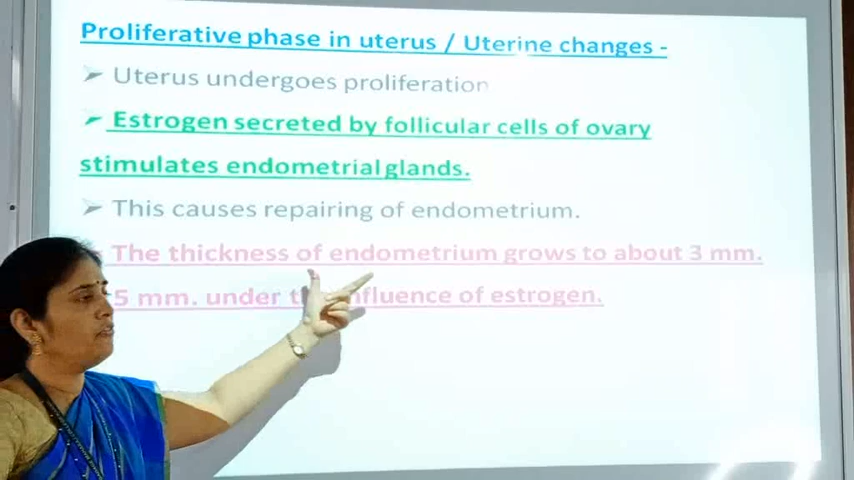 Proliferative phase in uterus / Uterine changes -
➢ Uterus undergoes proliferation
➢ Estrogen secreted by follicular cells of ovary
stimulates endometrial glands.
➢ This causes repairing of endometrium.
The thickness of endometrium grows to about 3 mm.
5 mm. under influence of estrogen.